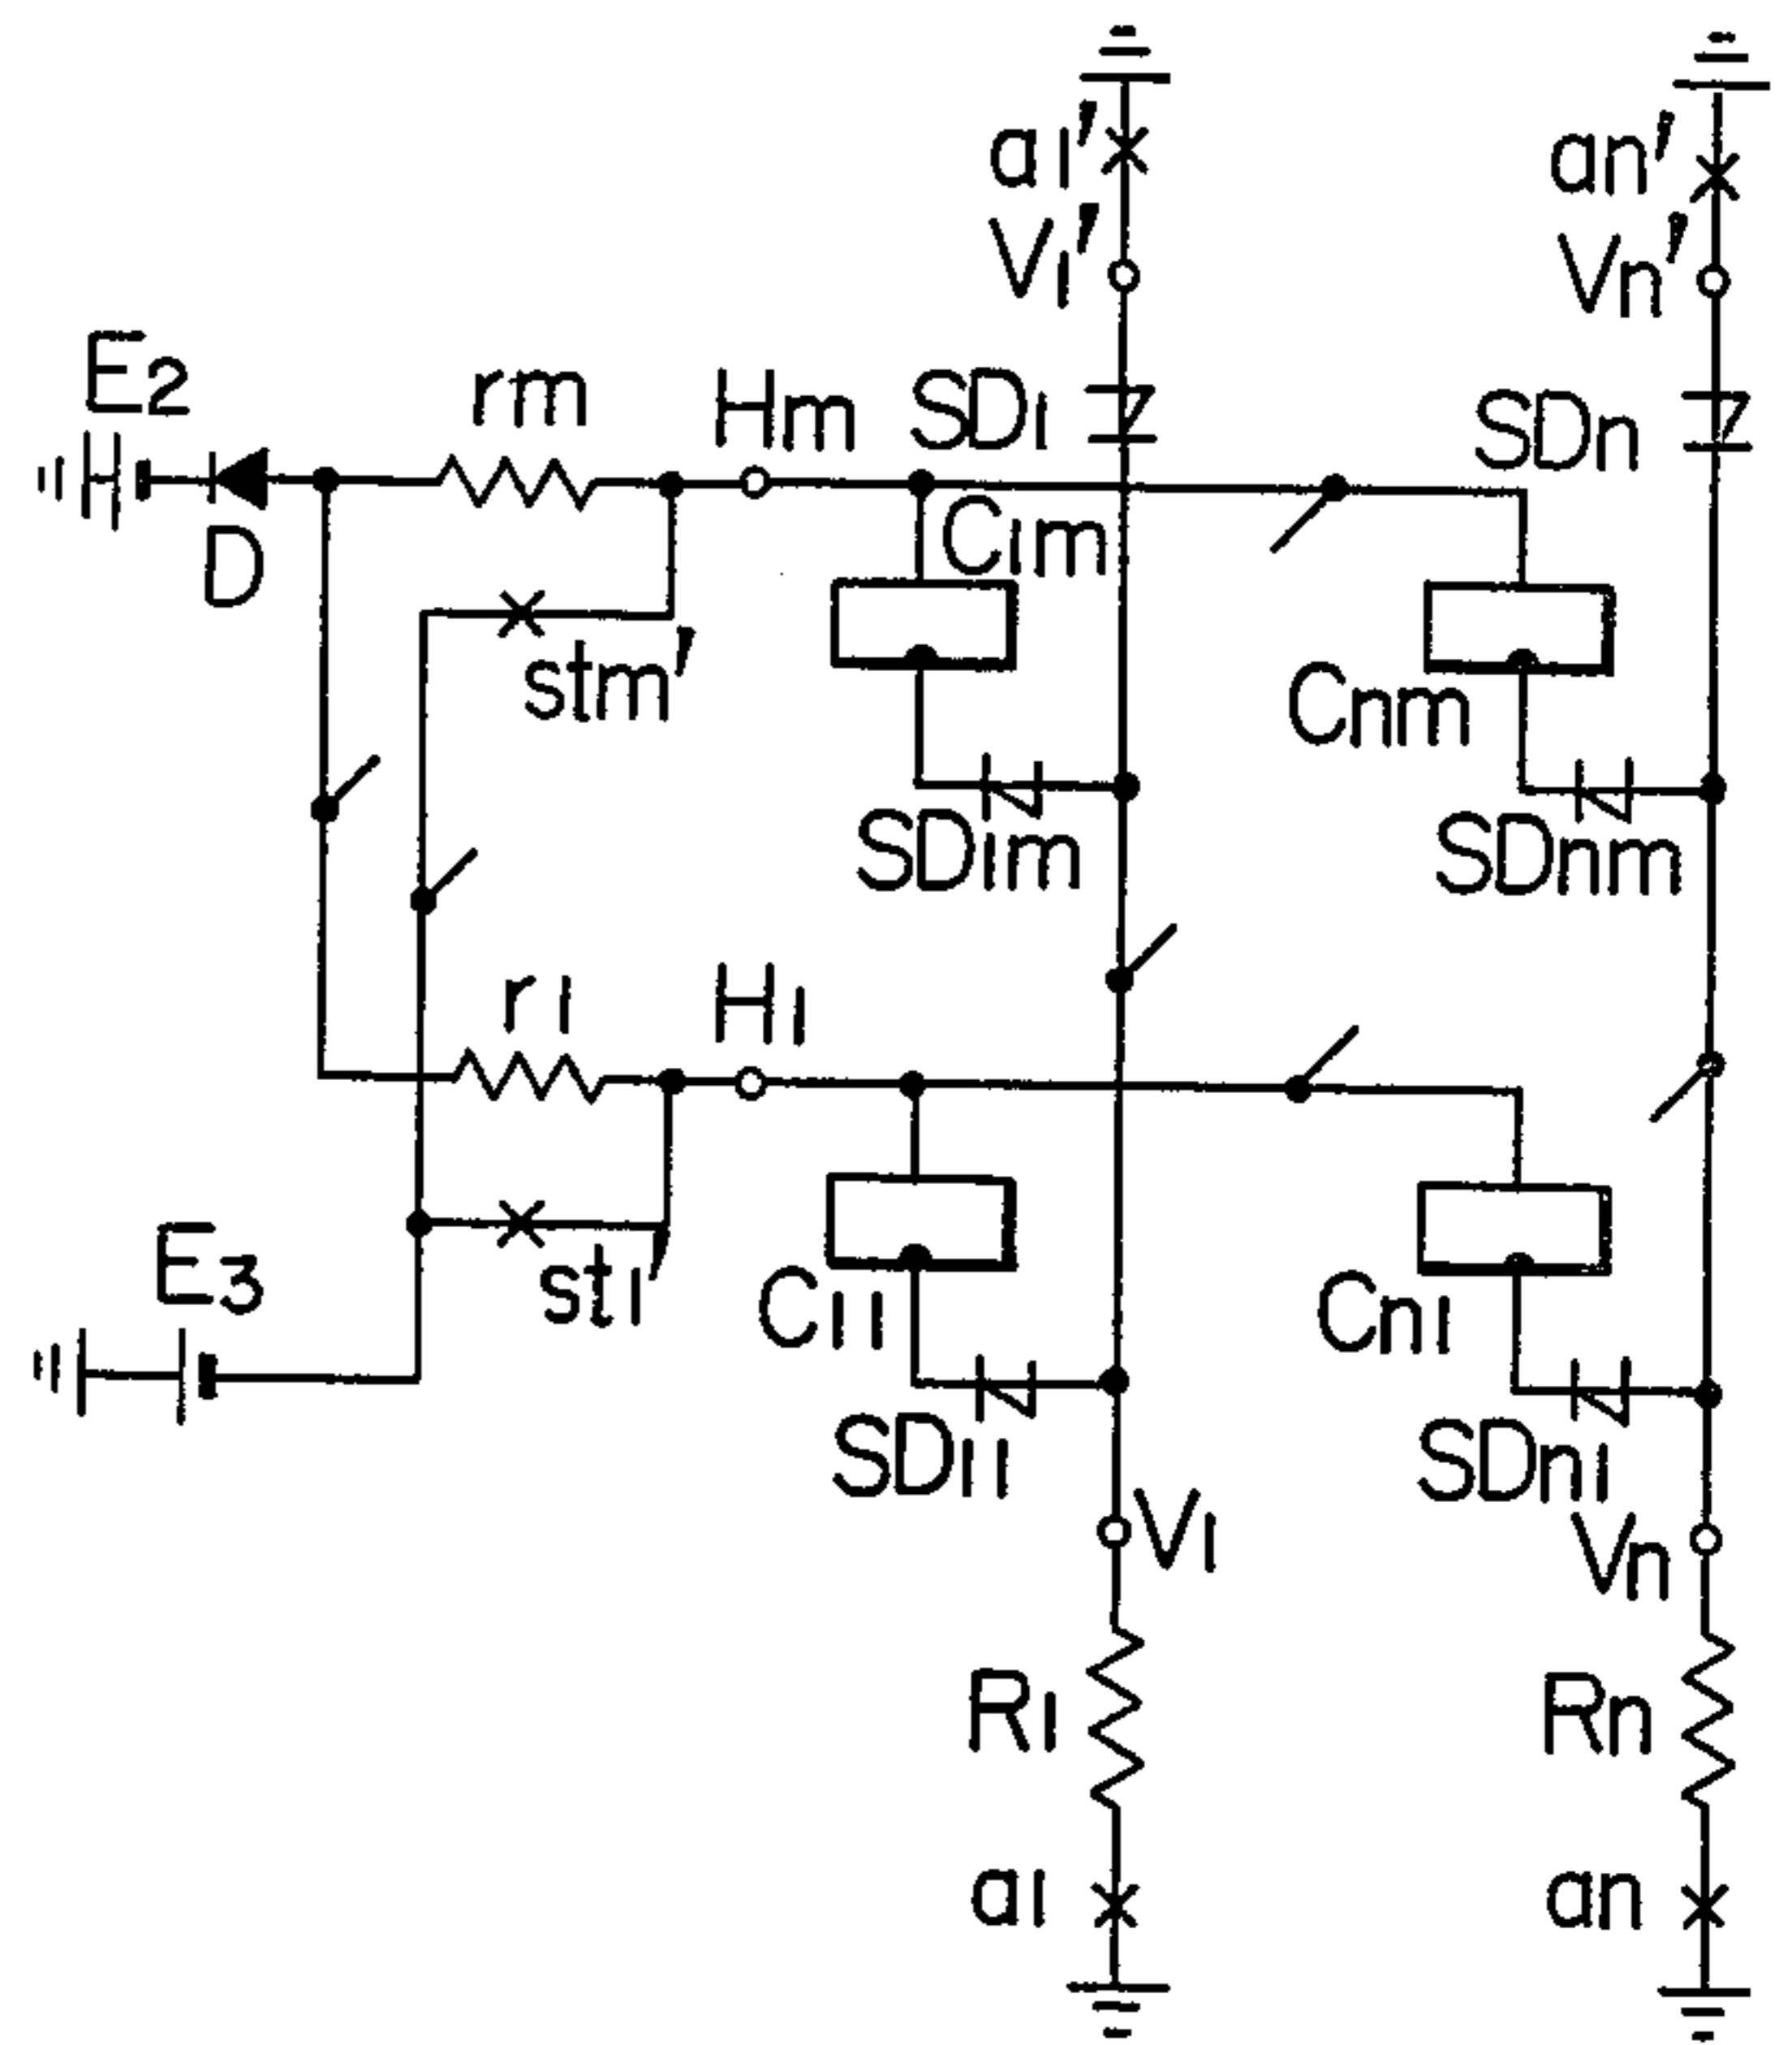 a1'
an'
V1'
Vn'
E2
rm
Hm
SD1
SDn
D
C1m
stm'
Cnm
SD1m
SDnm
r1
H1
E3
st1'
C11
Cn1
SD11
SDn1
V1
Vn
R1
Rn
a1
an